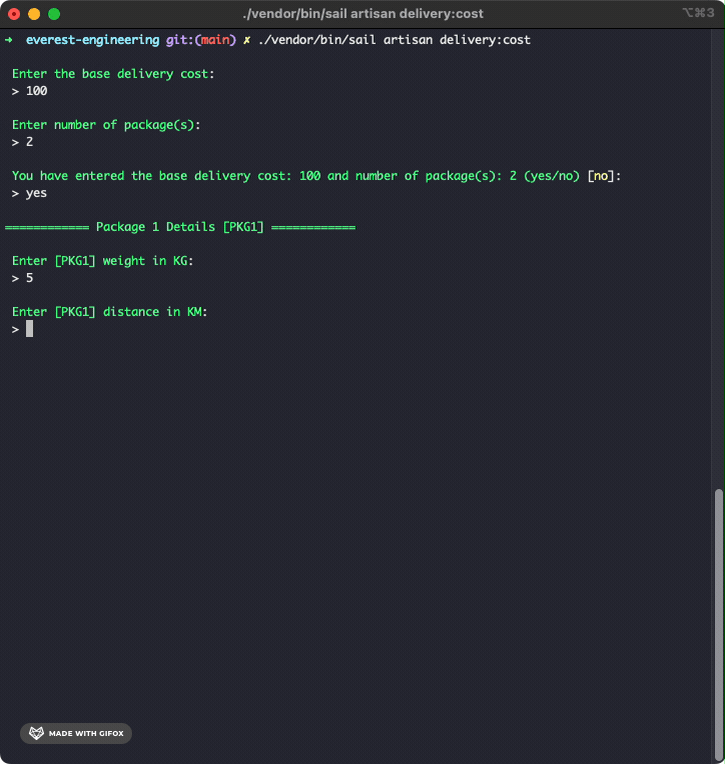 ./vendor/bin/sail artisan delivery:cost ⌥⌘3
➜ everest-engineering git:(main) ✗ ./vendor/bin/sail artisan delivery:cost
Enter the base delivery cost:
> 100
Enter number of package(s):
> 2
You have entered the base delivery cost: 100 and number of package(s): 2 (yes/no) [no]:
> yes
============ Package 1 Details [PKG1] ============
Enter [PKG1] weight in KG:
> 5
Enter [PKG1] distance in KM:
>
MADE WITH GIFOX